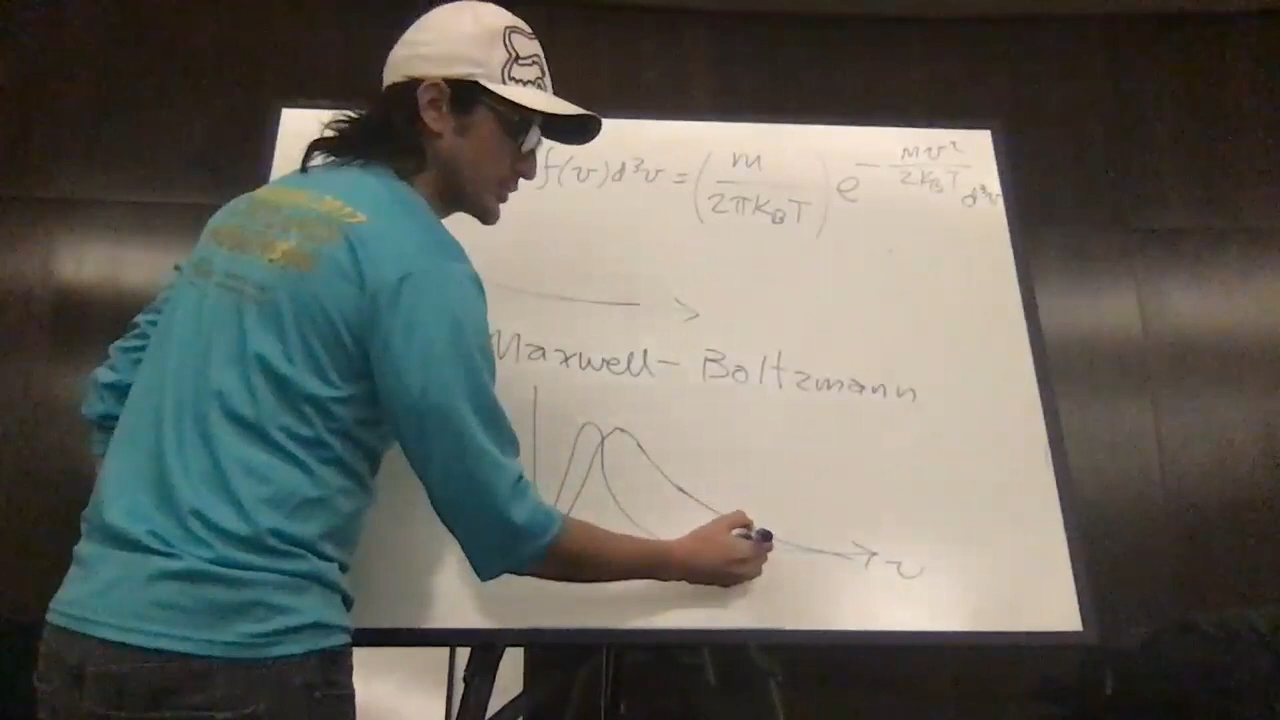 f(v)d³v = (m / 2πk_BT) e^(- mv² / 2k_BT) d³v
Maxwell - Boltzmann
v